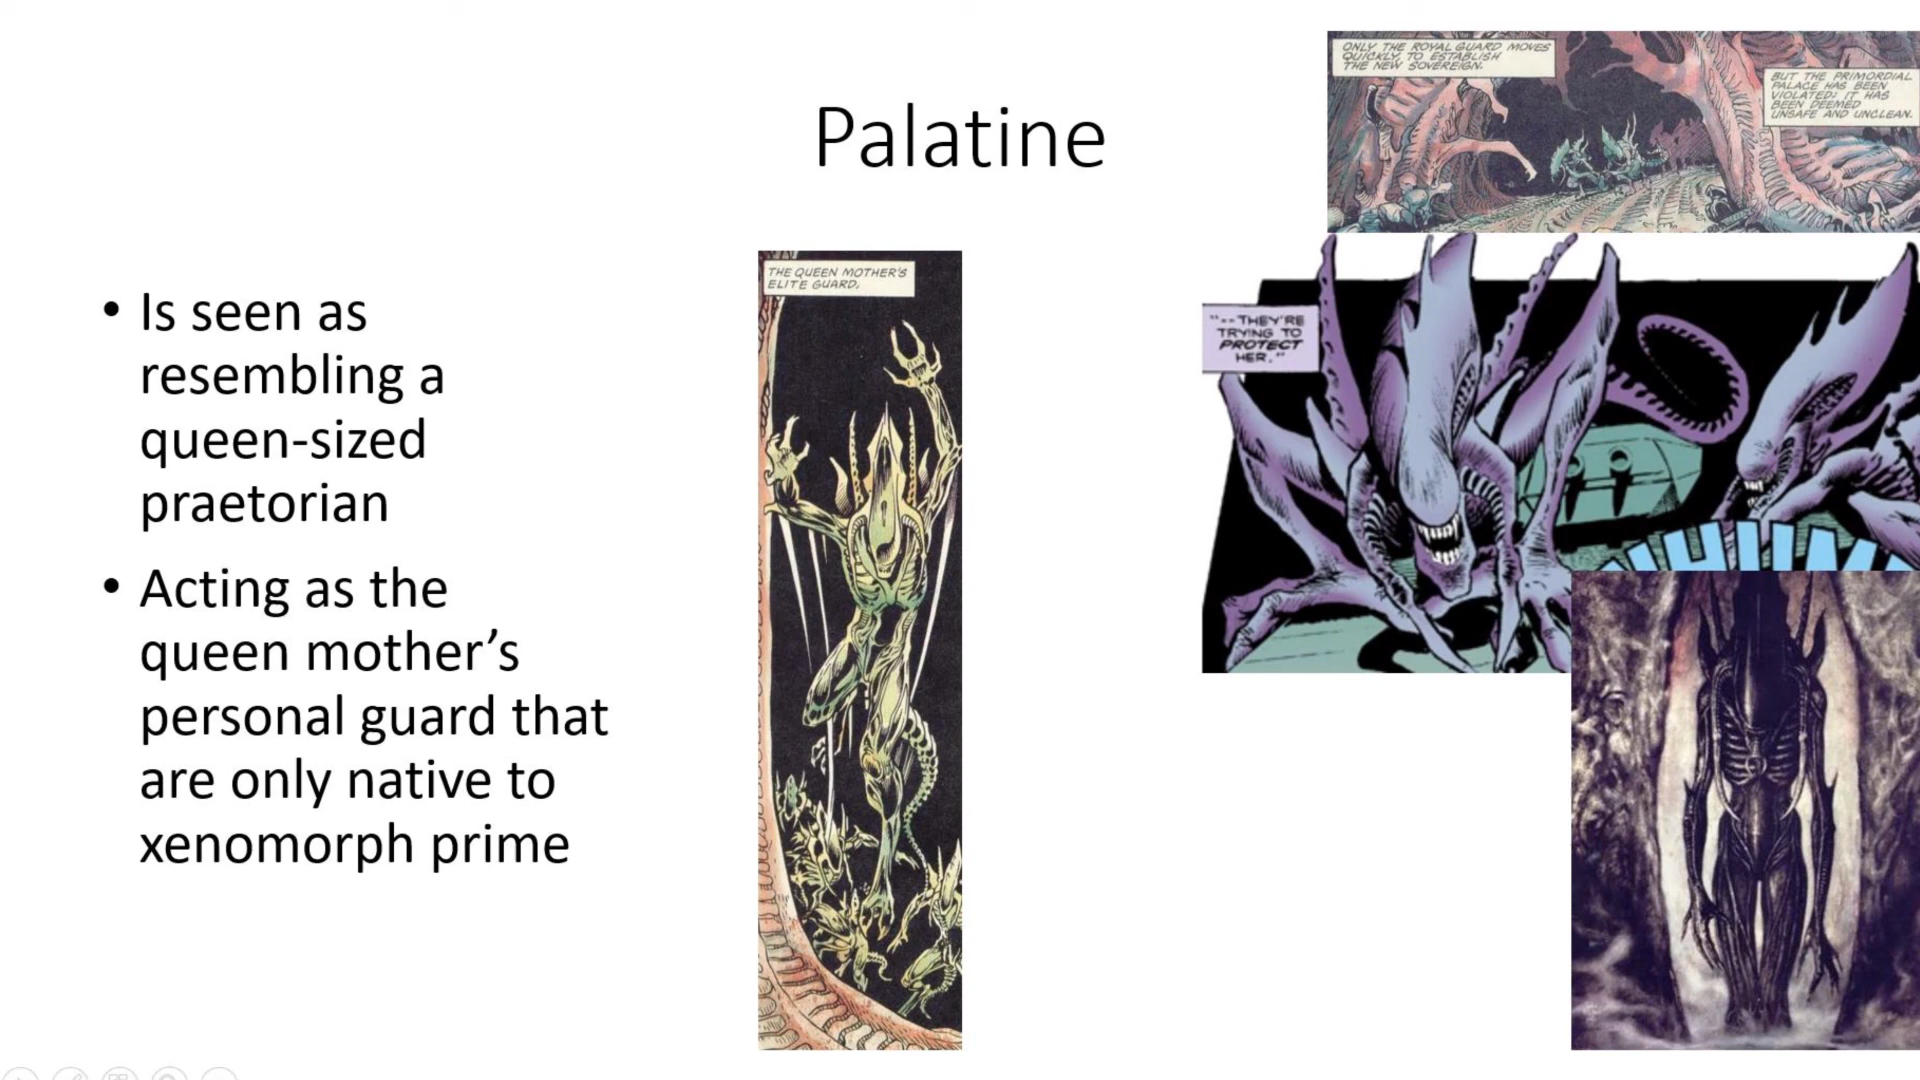 Palatine
• Is seen as
resembling a
queen-sized
praetorian
• Acting as the
queen mother’s
personal guard that
are only native to
xenomorph prime
THE QUEEN MOTHER'S
ELITE GUARD,
ONLY THE ROYAL GUARD MOVES
QUICKLY, TO ESTABLISH
THE NEW SOVEREIGN.
BUT THE PRIMORDIAL
PALACE HAS BEEN
VIOLATED; IT HAS
BEEN DEEMED
UNSAFE AND UNCLEAN.
"--THEY'RE
TRYING TO
PROTECT
HER."